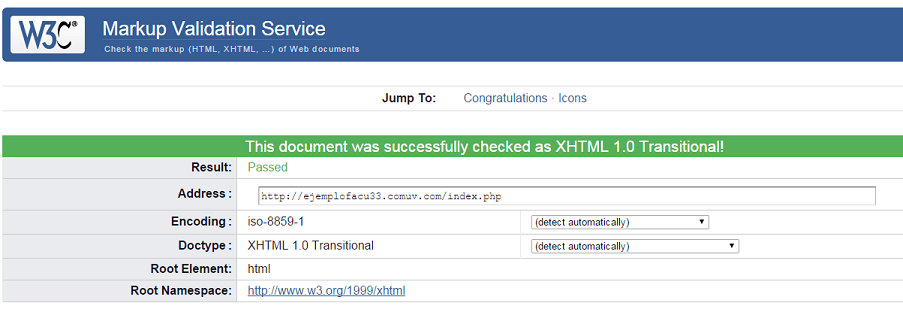 W3C® Markup Validation Service
Check the markup (HTML, XHTML, …) of Web documents
Jump To: Congratulations · Icons
This document was successfully checked as XHTML 1.0 Transitional!
Result: Passed
Address : http://ejemplofacu33.comuv.com/index.php
Encoding : iso-8859-1 (detect automatically)
Doctype : XHTML 1.0 Transitional (detect automatically)
Root Element: html
Root Namespace: http://www.w3.org/1999/xhtml